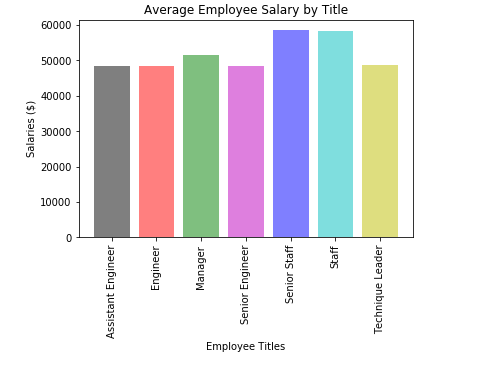 Average Employee Salary by Title
Salaries ($)
60000
50000
40000
30000
20000
10000
0
Assistant Engineer
Engineer
Manager
Senior Engineer
Senior Staff
Staff
Technique Leader
Employee Titles